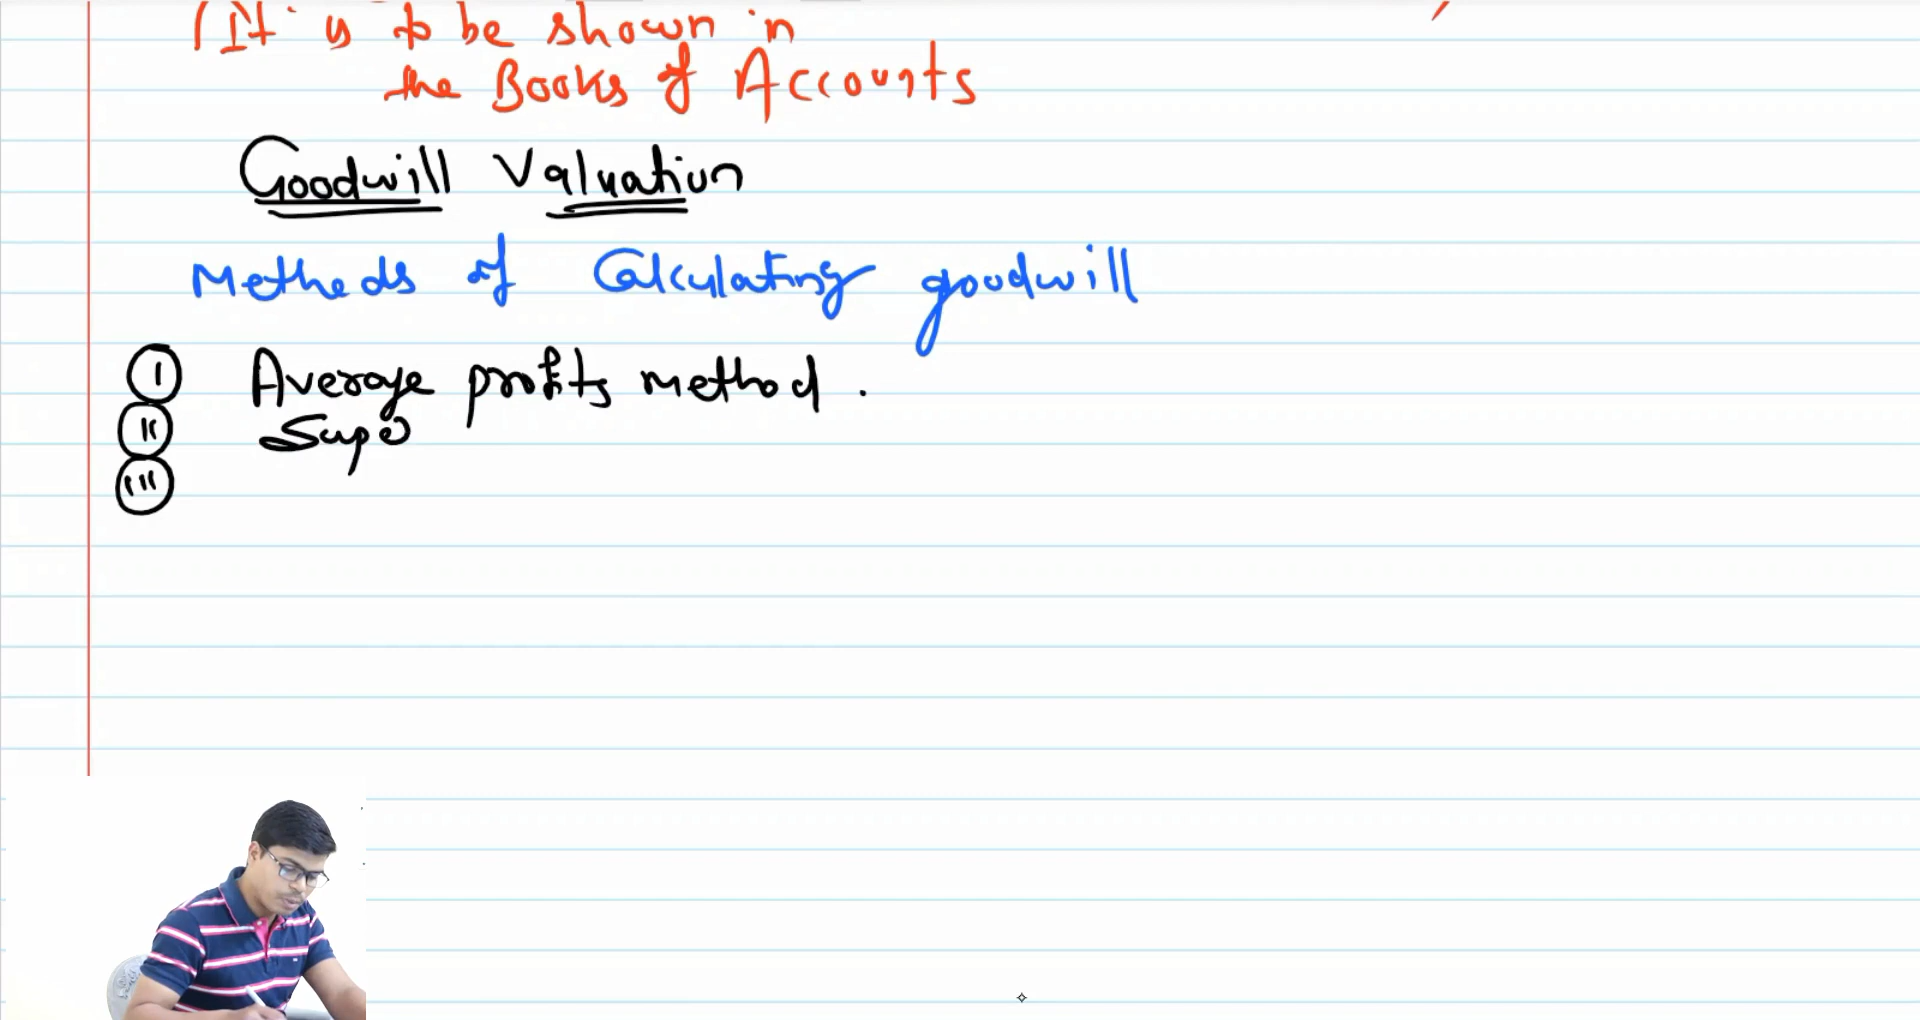 (It is to be shown in
the Books of Accounts
Goodwill Valuation
Methods of Calculating goodwill
(I) Average profits method.
(II) Supe
(III)